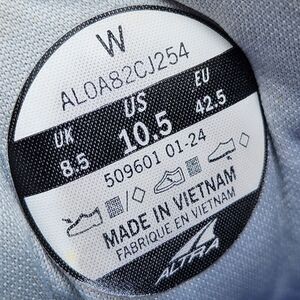 W
AL0A82CJ254
UK US EU
8.5 10.5 42.5
509601 01-24
MADE IN VIETNAM
FABRIQUÉ EN VIETNAM
ALTRA